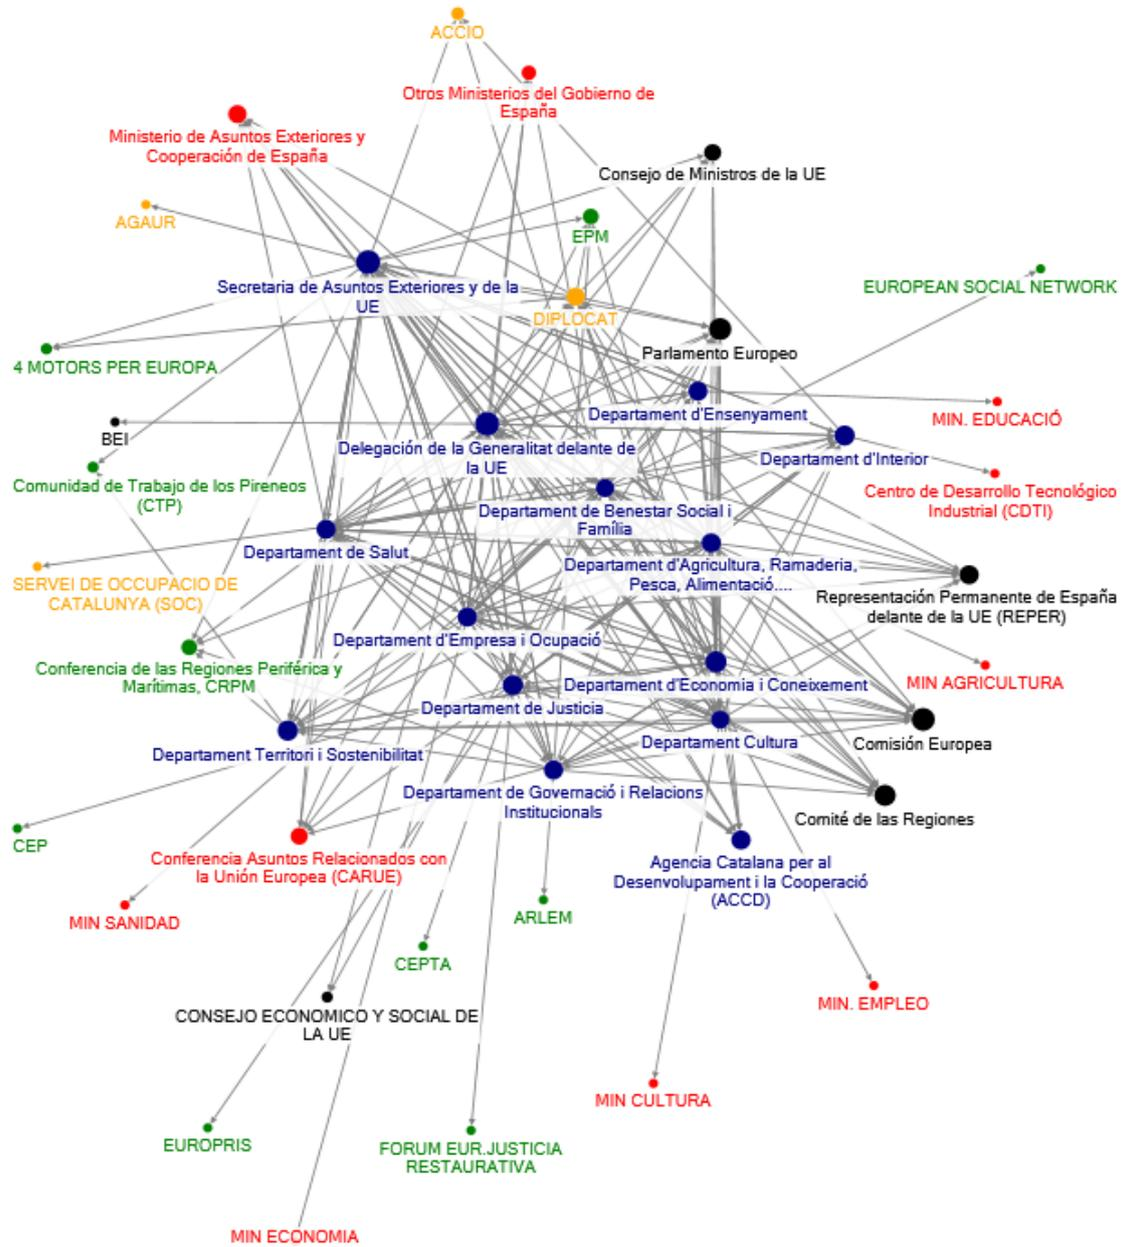 ACCIO
Otros Ministerios del Gobierno de
España
Ministerio de Asuntos Exteriores y
Cooperación de España
Consejo de Ministros de la UE
AGAUR
EPM
EUROPEAN SOCIAL NETWORK
Secretaria de Asuntos Exteriores y de la
UE
DIPLOCAT
Parlamento Europeo
4 MOTORS PER EUROPA
Departament d'Ensenyament
MIN. EDUCACIÓ
BEI
Delegación de la Generalitat delante de
la UE
Departament d'Interior
Comunidad de Trabajo de los Pireneos
(CTP)
Centro de Desarrollo Tecnológico
Industrial (CDTI)
Departament de Benestar Social i
Família
Departament de Salut
Departament d'Agricultura, Ramaderia,
Pesca, Alimentació....
SERVEI DE OCCUPACIO DE
CATALUNYA (SOC)
Representación Permanente de España
delante de la UE (REPER)
Departament d'Empresa i Ocupació
Conferencia de las Regiones Periférica y
Marítimas, CRPM
Departament d'Economia i Coneixement
MIN AGRICULTURA
Departament de Justicia
Departament Territori i Sostenibilitat
Departament Cultura
Comisión Europea
Departament de Governació i Relacions
Institucionals
Comité de las Regiones
CEP
Conferencia Asuntos Relacionados con
la Unión Europea (CARUE)
Agencia Catalana per al
Desenvolupament i la Cooperació
(ACCD)
MIN SANIDAD
ARLEM
CEPTA
CONSEJO ECONOMICO Y SOCIAL DE
LA UE
MIN. EMPLEO
MIN CULTURA
EUROPRIS
FORUM EUR.JUSTICIA
RESTAURATIVA
MIN ECONOMIA